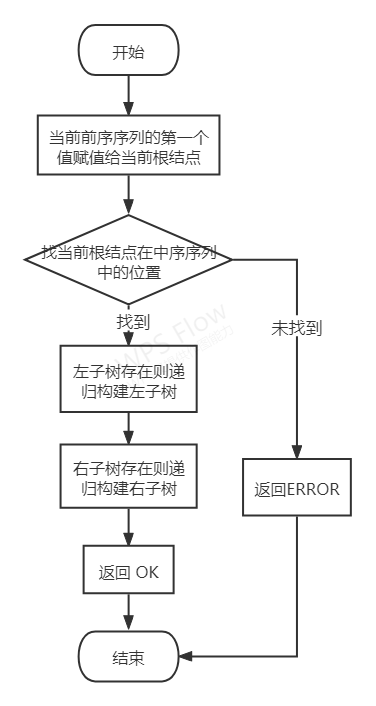 开始
当前前序序列的第一个
值赋值给当前根结点
找当前根结点在中序序列
中的位置
找到
未找到
WPS Flow
左子树存在则递
归构建左子树
右子树存在则递
归构建右子树
返回ERROR
返回 OK
结束